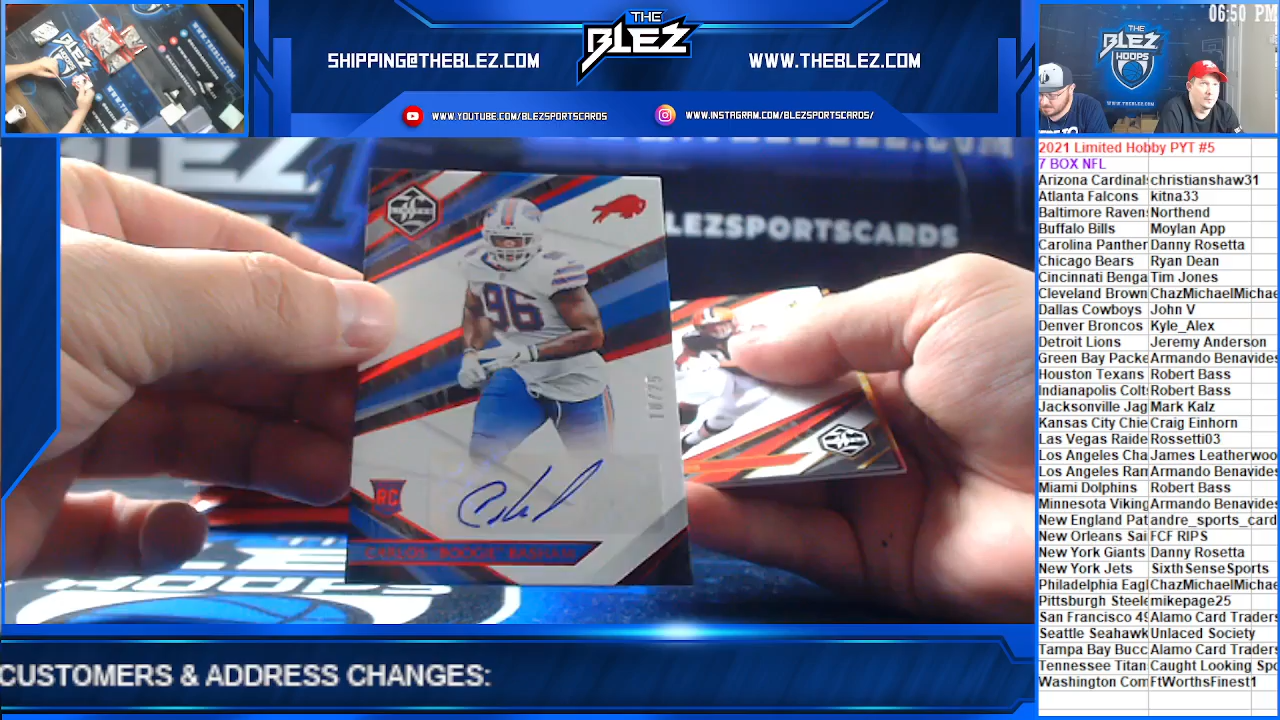 THE
BLEZ
SHIPPING@THEBLEZ.COM
WWW.THEBLEZ.COM
WWW.YOUTUBE.COM/BLEZSPORTSCARDS
WWW.INSTAGRAM.COM/BLEZSPORTSCARDS/
06:50 PM
THE
BLEZ
HOOPS
WWW.THEBLEZ.COM
2021 Limited Hobby PYT #5
7 BOX NFL
Arizona Cardinals christianshaw31
Atlanta Falcons kitna33
Baltimore Raven Northend
Buffalo Bills Moylan App
Carolina Panther Danny Rosetta
Chicago Bears Ryan Dean
Cincinnati Benga Tim Jones
Cleveland Brown ChazMichaelMichae
Dallas Cowboys John V
Denver Broncos Kyle_Alex
Detroit Lions Jeremy Anderson
Green Bay Packe Armando Benavides
Houston Texans Robert Bass
Indianapolis Colt Robert Bass
Jacksonville Jag Mark Kalz
Kansas City Chie Craig Einhorn
Las Vegas Raide Rossetti03
Los Angeles Cha James Leatherwoo
Los Angeles Ran Armando Benavides
Miami Dolphins Robert Bass
Minnesota Viking Armando Benavides
New England Pat andre_sports_card
New Orleans Sai FCF RIPS
New York Giants Danny Rosetta
New York Jets SixthSenseSports
Philadelphia Eagl ChazMichaelMichae
Pittsburgh Steele mikepage25
San Francisco 49 Alamo Card Traders
Seattle Seahawk Unlaced Society
Tampa Bay Bucc Alamo Card Traders
Tennessee Titan Caught Looking Spo
Washington Com FtWorthsFinest1
BLEZSPORTSCARDS
LIMITED
96
RC
CARLOS "BOOGIE" BASHAM
HOOPS
CUSTOMERS & ADDRESS CHANGES: